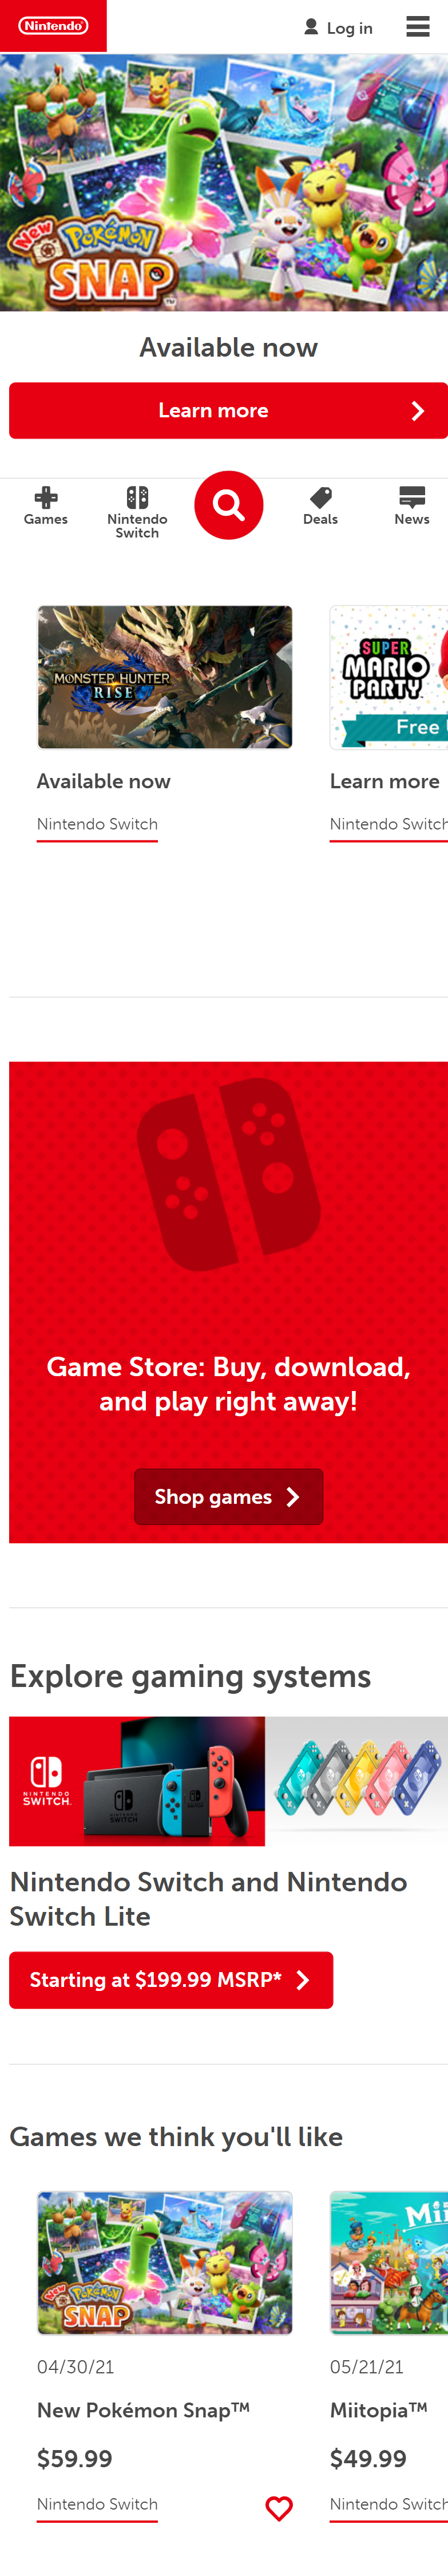 Nintendo
Log in
New Pokémon
SNAP
Available now
Learn more
Games
Nintendo
Switch
Deals
News
MONSTER HUNTER
RISE
SUPER
MARIO
PARTY
Free
Available now
Learn more
Nintendo Switch
Nintendo Switch
Game Store: Buy, download,
and play right away!
Shop games
Explore gaming systems
NINTENDO
SWITCH
NINTENDO
SWITCH
Nintendo Switch and Nintendo
Switch Lite
Starting at $199.99 MSRP*
Games we think you'll like
New Pokémon
SNAP
Mii
04/30/21
05/21/21
New Pokémon Snap™
Miitopia™
$59.99
$49.99
Nintendo Switch
Nintendo Switch